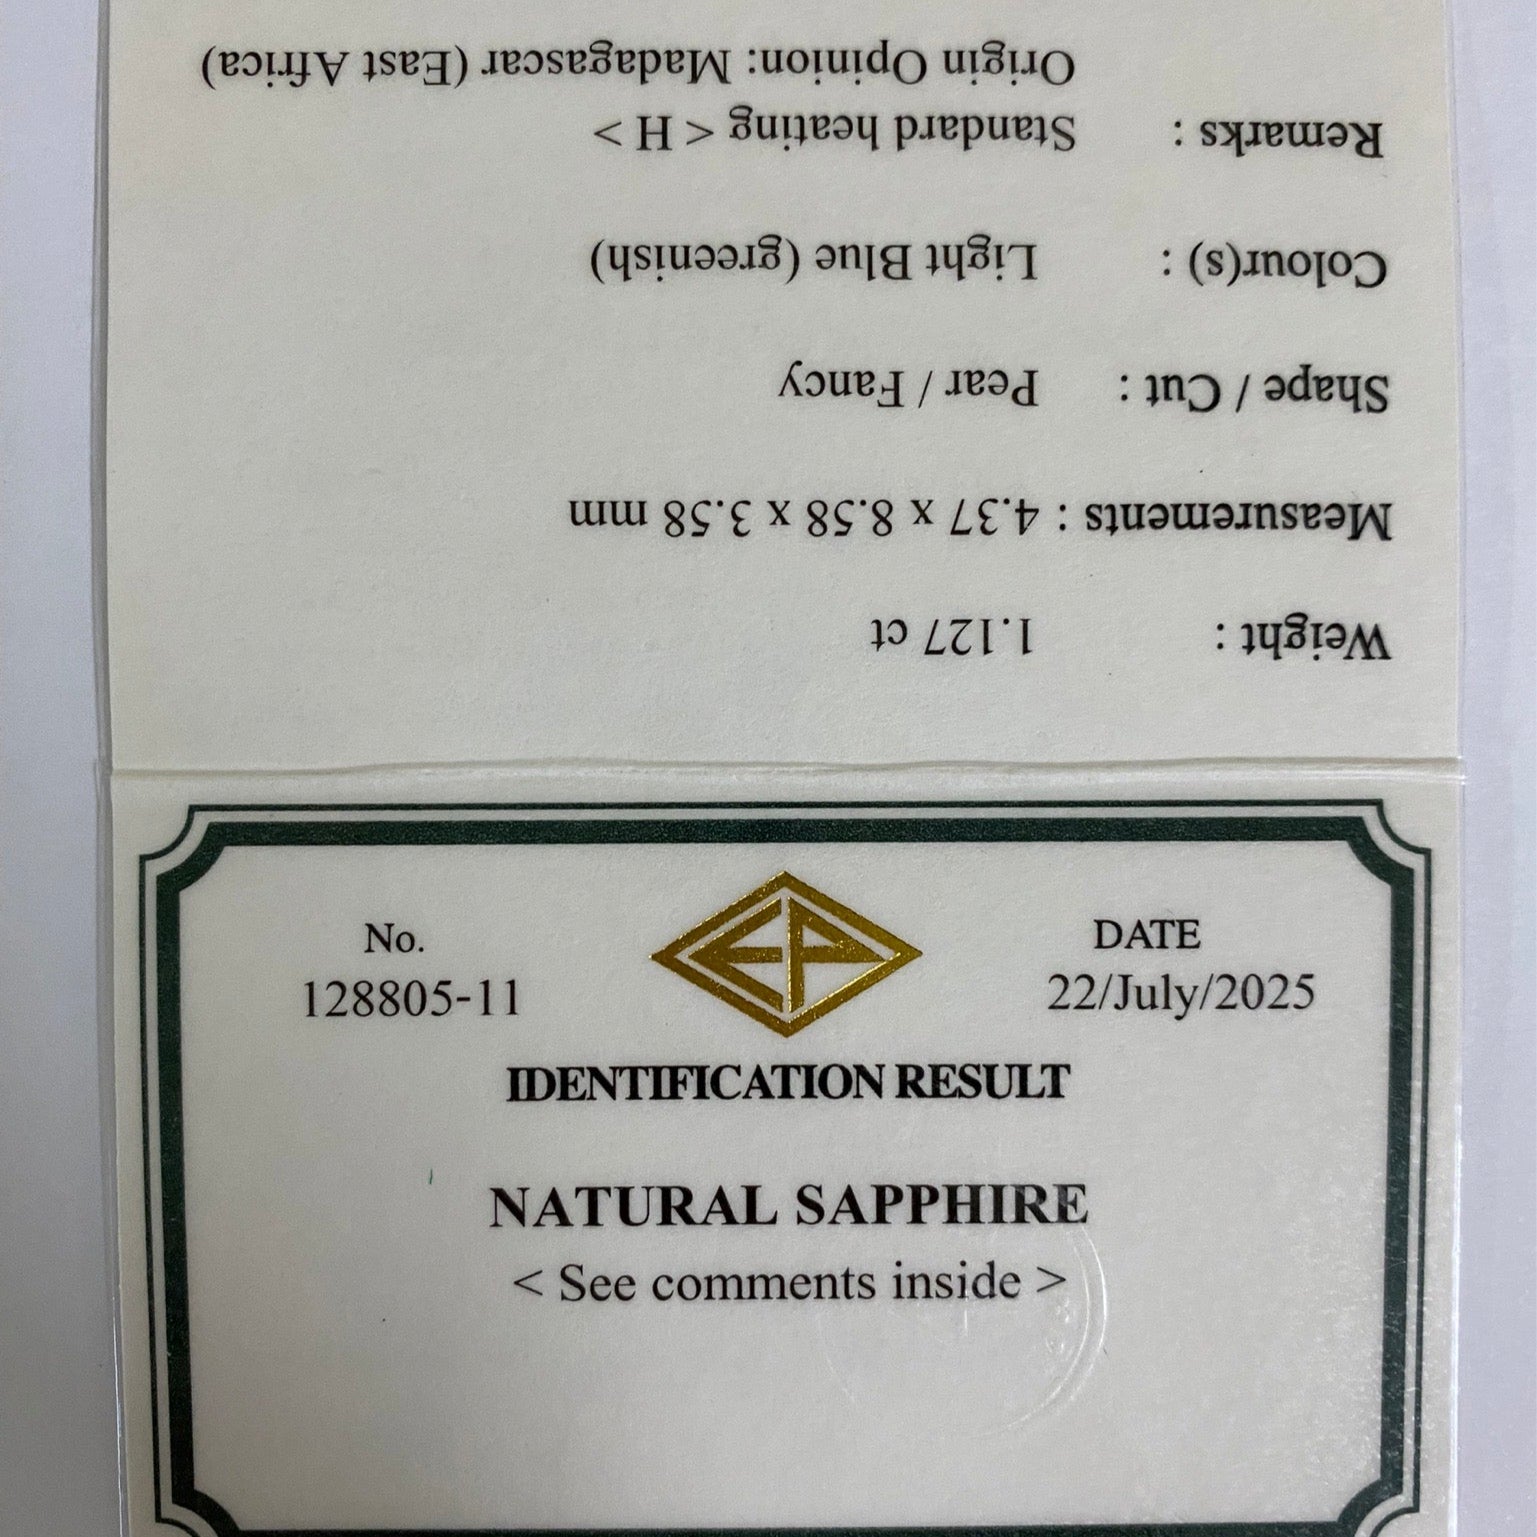 No.
128805-11
EP
DATE
22/July/2025
IDENTIFICATION RESULT
NATURAL SAPPHIRE
< See comments inside >
Weight : 1.127 ct
Measurements : 4.37 x 8.58 x 3.58 mm
Shape / Cut : Pear / Fancy
Colour(s) : Light Blue (greenish)
Remarks : Standard heating < H >
Origin Opinion: Madagascar (East Africa)